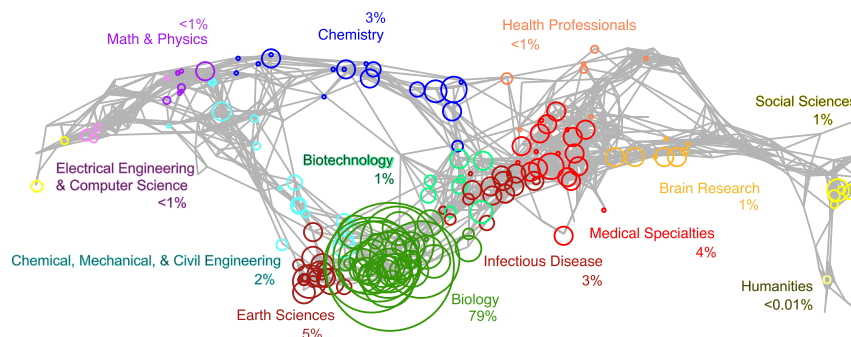 <1%
Math & Physics
3%
Chemistry
Health Professionals
<1%
Social Sciences
1%
Electrical Engineering
& Computer Science
<1%
Biotechnology
1%
Brain Research
1%
Medical Specialties
4%
Chemical, Mechanical, & Civil Engineering
2%
Infectious Disease
3%
Humanities
<0.01%
Biology
79%
Earth Sciences
5%